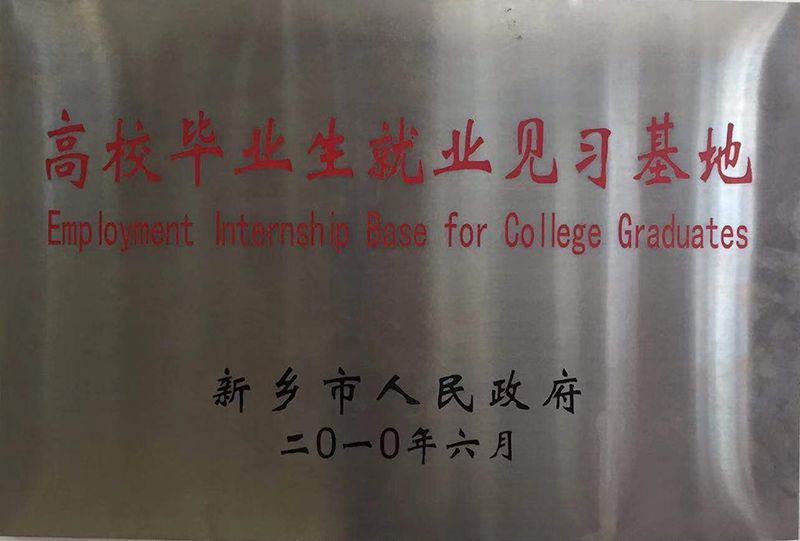 高校毕业生就业见习基地
Employment Internship Base for College Graduates
新乡市人民政府
二0一0年六月